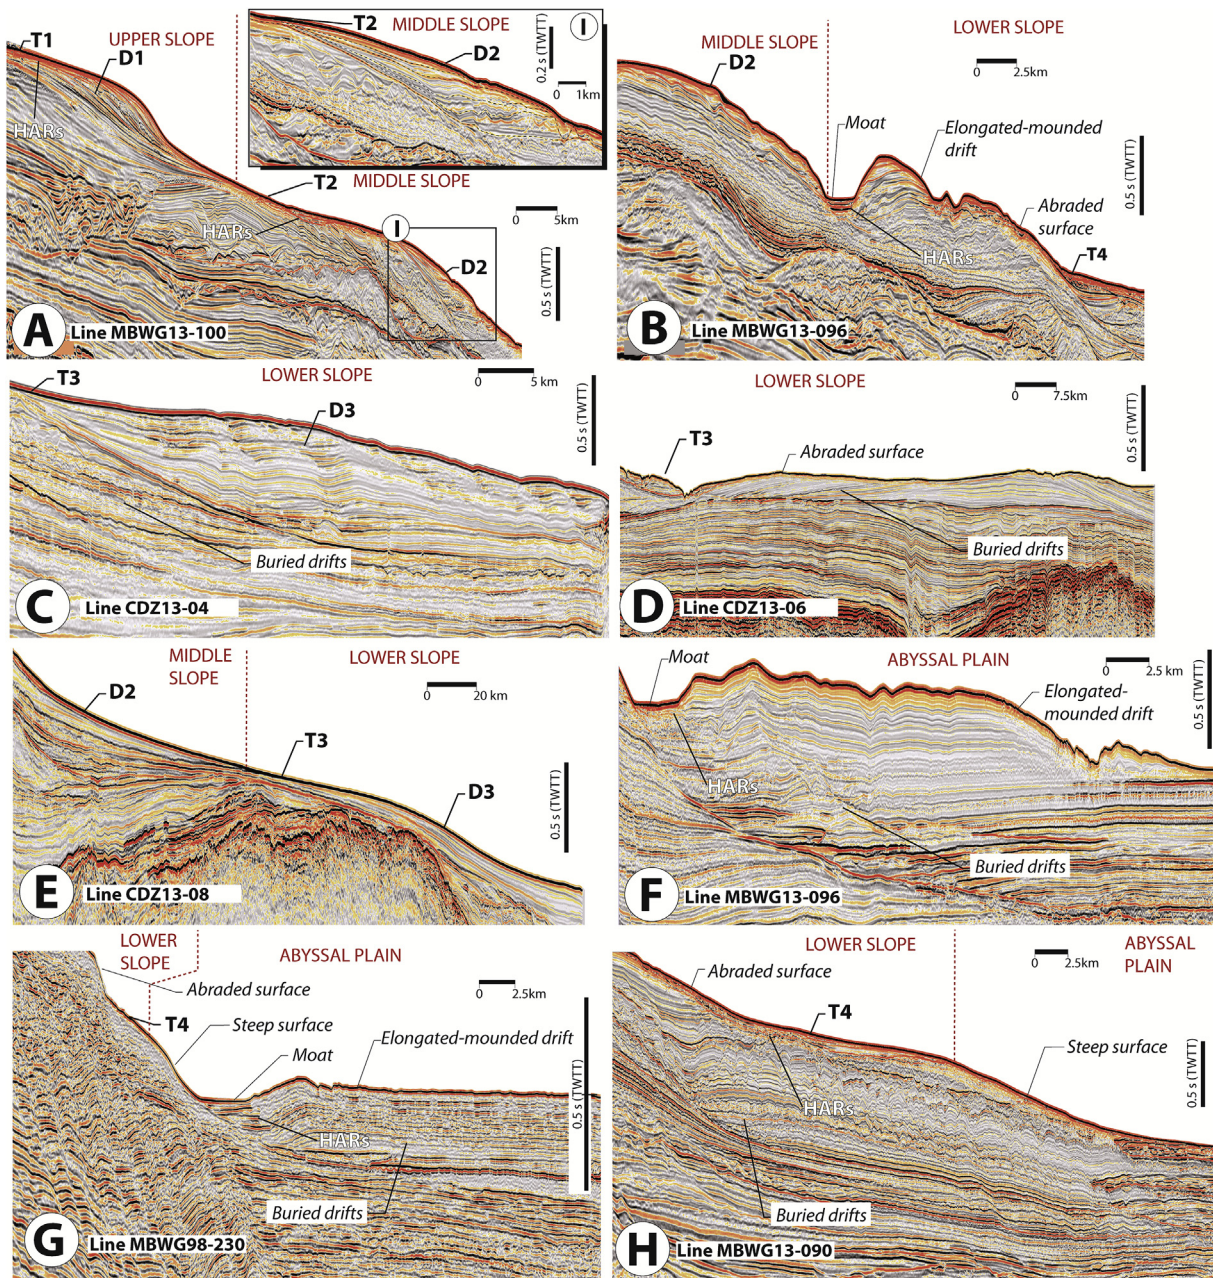 T1
UPPER SLOPE
D1
HARs
T2
MIDDLE SLOPE
I
D2
0.2 s (TWTT)
0 1km
T2
MIDDLE SLOPE
HARs
I
D2
0 5km
0.5 s (TWTT)
A
Line MBWG13-100
MIDDLE SLOPE
LOWER SLOPE
D2
0 2.5km
Moat
Elongated-mounded
drift
0.5 s (TWTT)
Abraded
surface
HARs
T4
B
Line MBWG13-096
T3
LOWER SLOPE
0 5 km
D3
0.5 s (TWTT)
Buried drifts
C
Line CDZ13-04
LOWER SLOPE
0 7.5km
T3
Abraded surface
0.5 s (TWTT)
Buried drifts
D
Line CDZ13-06
MIDDLE
SLOPE
LOWER SLOPE
D2
0 20 km
T3
D3
0.5 s (TWTT)
E
Line CDZ13-08
Moat
ABYSSAL PLAIN
0 2.5 km
Elongated-
mounded drift
0.5 s (TWTT)
HARs
Buried drifts
F
Line MBWG13-096
LOWER
SLOPE
ABYSSAL PLAIN
Abraded surface
0 2.5km
T4
Steep surface
Moat
Elongated-mounded drift
0.5 s (TWTT)
HARs
Buried drifts
G
Line MBWG98-230
LOWER SLOPE
ABYSSAL
PLAIN
Abraded surface
0 2.5km
T4
Steep surface
0.5 s (TWTT)
HARs
Buried drifts
H
Line MBWG13-090